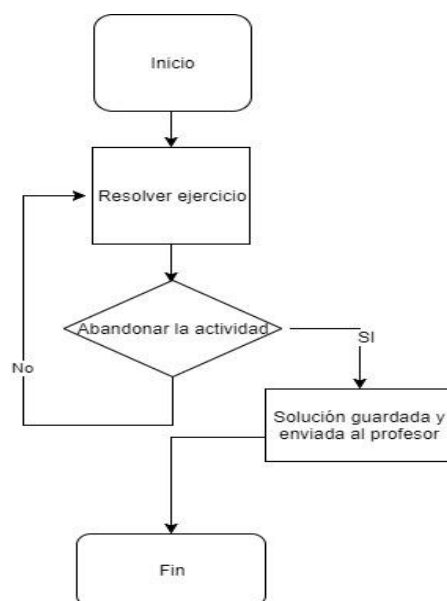 Inicio
Resolver ejercicio
Abandonar la actividad
SI
No
Solución guardada y
enviada al profesor
Fin